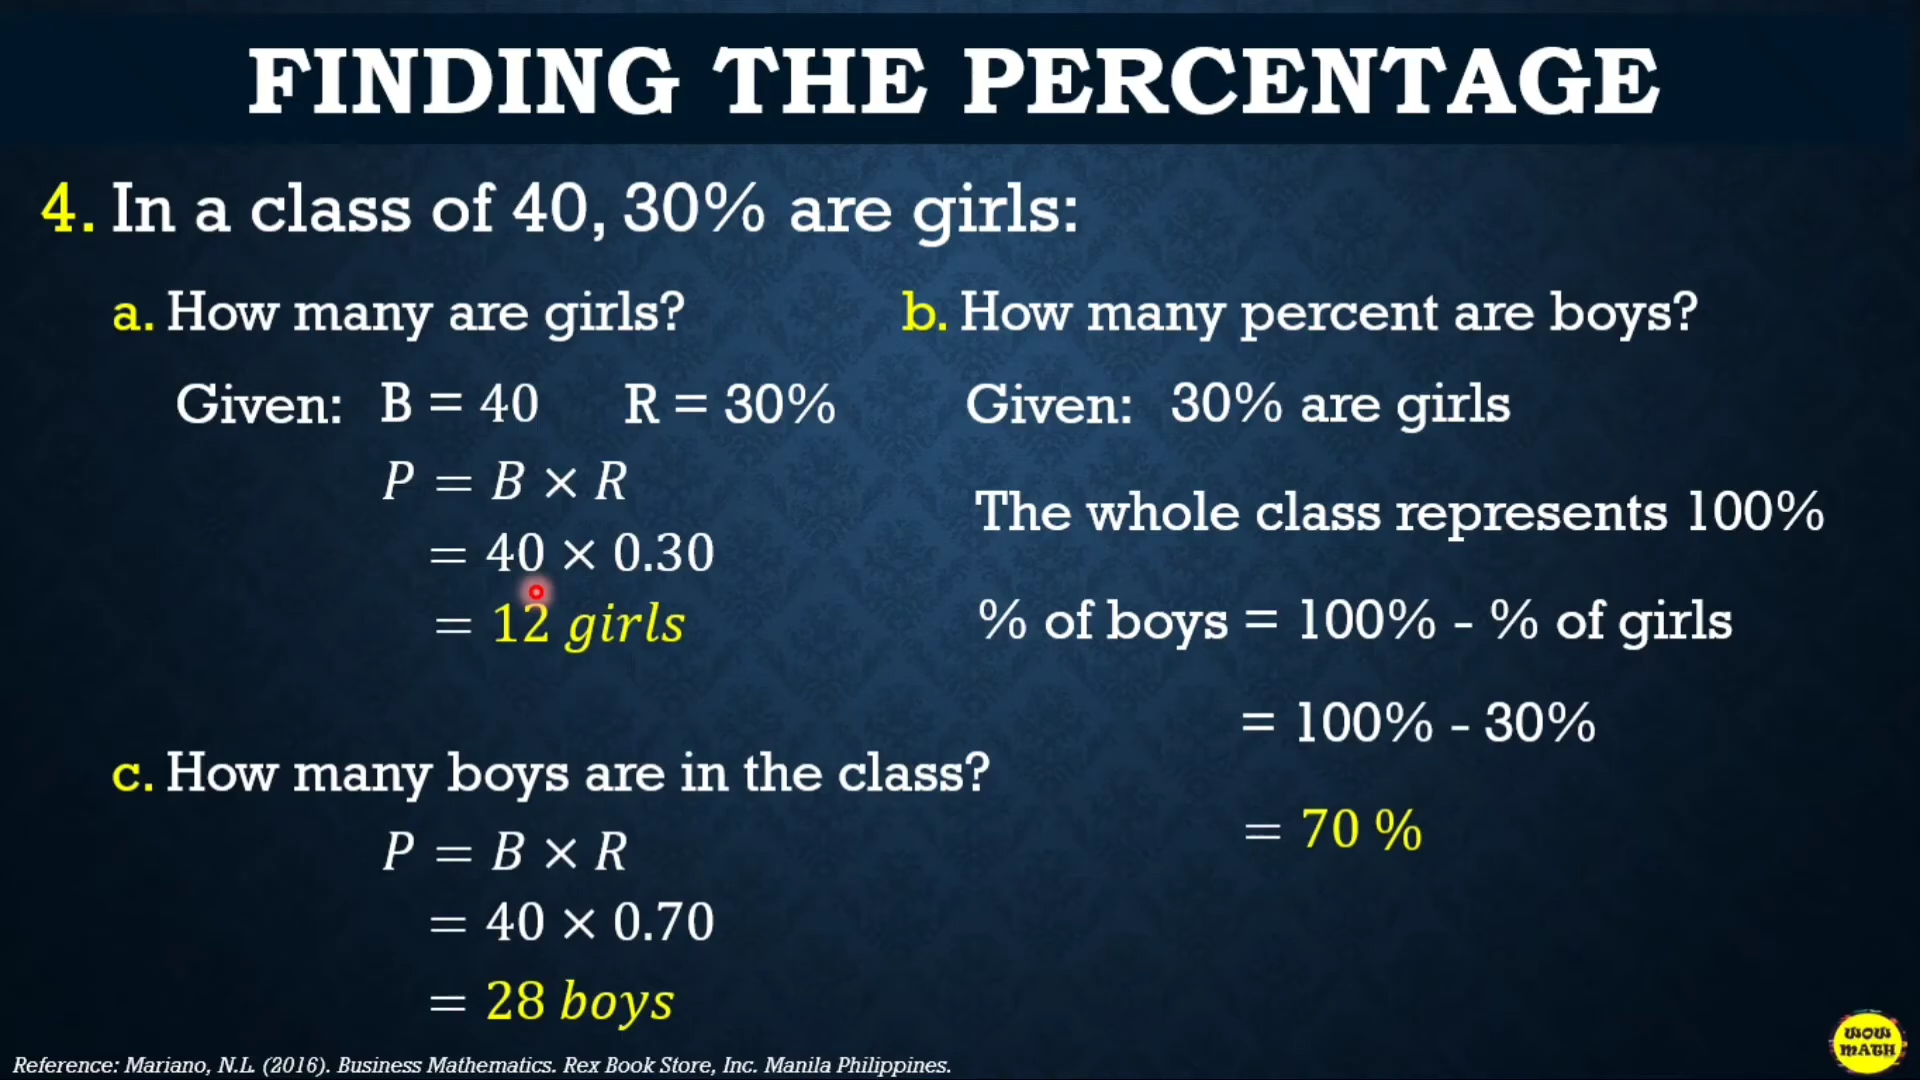 FINDING THE PERCENTAGE
4. In a class of 40, 30% are girls:
a. How many are girls?
Given: B = 40 R = 30%
P = B × R
= 40 × 0.30
= 12 girls
b. How many percent are boys?
Given: 30% are girls
The whole class represents 100%
% of boys = 100% - % of girls
= 100% - 30%
= 70 %
c. How many boys are in the class?
P = B × R
= 40 × 0.70
= 28 boys
Reference: Mariano, N.L. (2016). Business Mathematics. Rex Book Store, Inc. Manila Philippines.
WOW
MATH